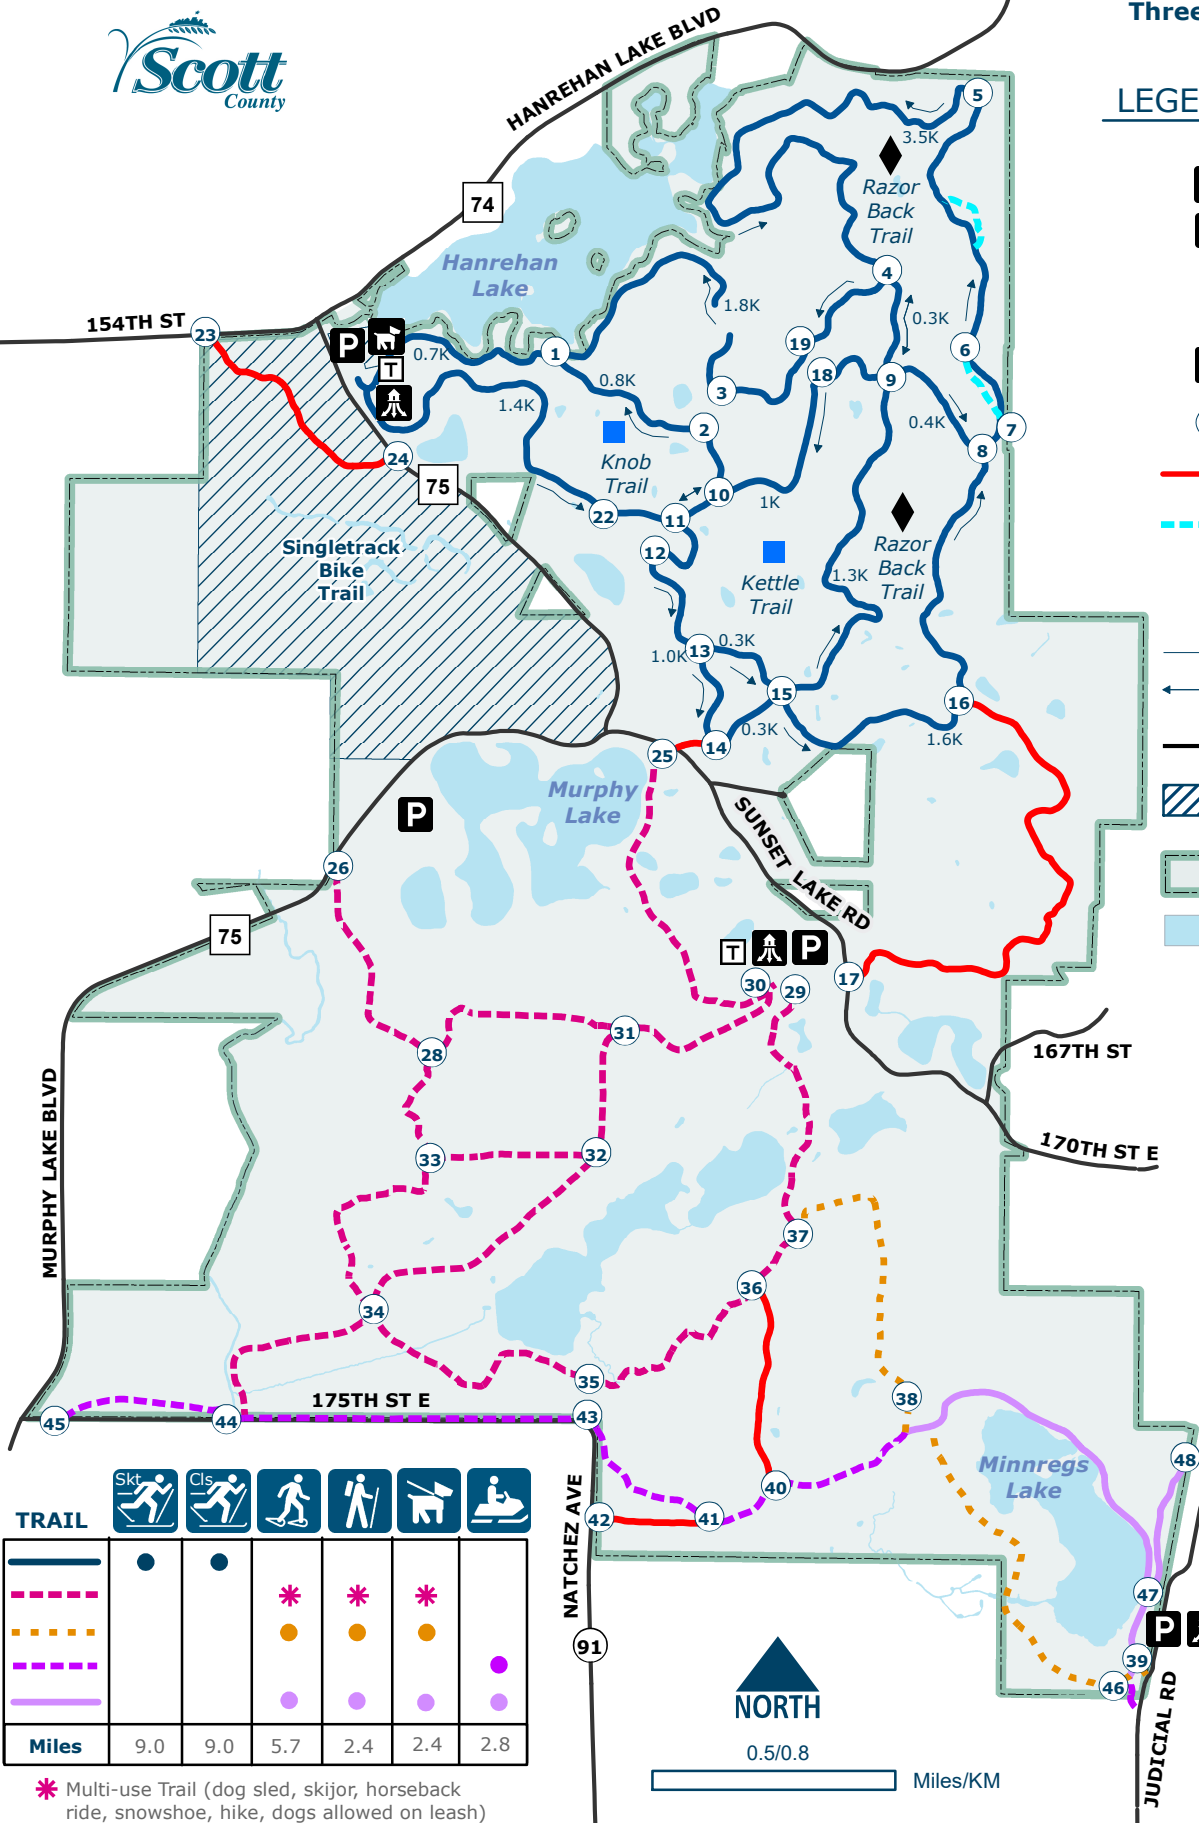 Scott
County
Three
LEGE
HANREHAN LAKE BLVD
74
154TH ST
23
P
T
Hanrehan
Lake
0.7K
1
0.8K
1.4K
1.8K
3.5K
5
Razor
Back
Trail
4
0.3K
19
18
9
6
3
2
0.4K
7
8
24
75
Knob
Trail
10
1K
22
11
12
Singletrack
Bike
Trail
Kettle
Trail
Razor
Back
Trail
1.3K
13
0.3K
1.0K
15
16
0.3K
14
1.6K
25
Murphy
Lake
P
SUNSET LAKE RD
26
75
T
P
30
29
17
31
28
167TH ST
170TH ST E
33
32
MURPHY LAKE BLVD
37
36
34
35
38
175TH ST E
45
44
43
48
Minnregs
Lake
40
42
41
NATCHEZ AVE
47
P
39
46
91
JUDICIAL RD
Skt
Cls
TRAIL
Miles
9.0
9.0
5.7
2.4
2.4
2.8
Multi-use Trail (dog sled, skijor, horseback
ride, snowshoe, hike, dogs allowed on leash)
NORTH
0.5/0.8
Miles/KM